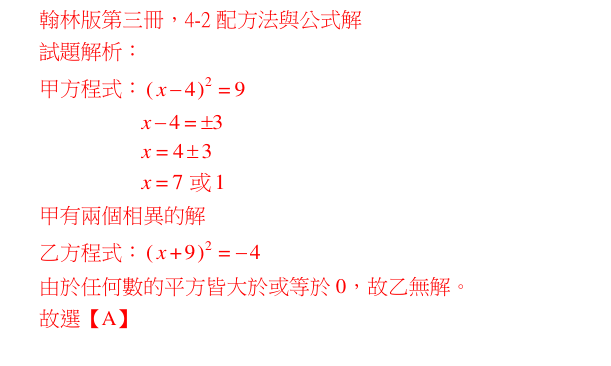 翰林版第三冊，4-2 配方法與公式解
試題解析：
甲方程式：(x−4)² = 9
x−4 = ±3
x = 4±3
x = 7 或 1
甲有兩個相異的解
乙方程式：(x+9)² = −4
由於任何數的平方皆大於或等於 0，故乙無解。
故選【A】